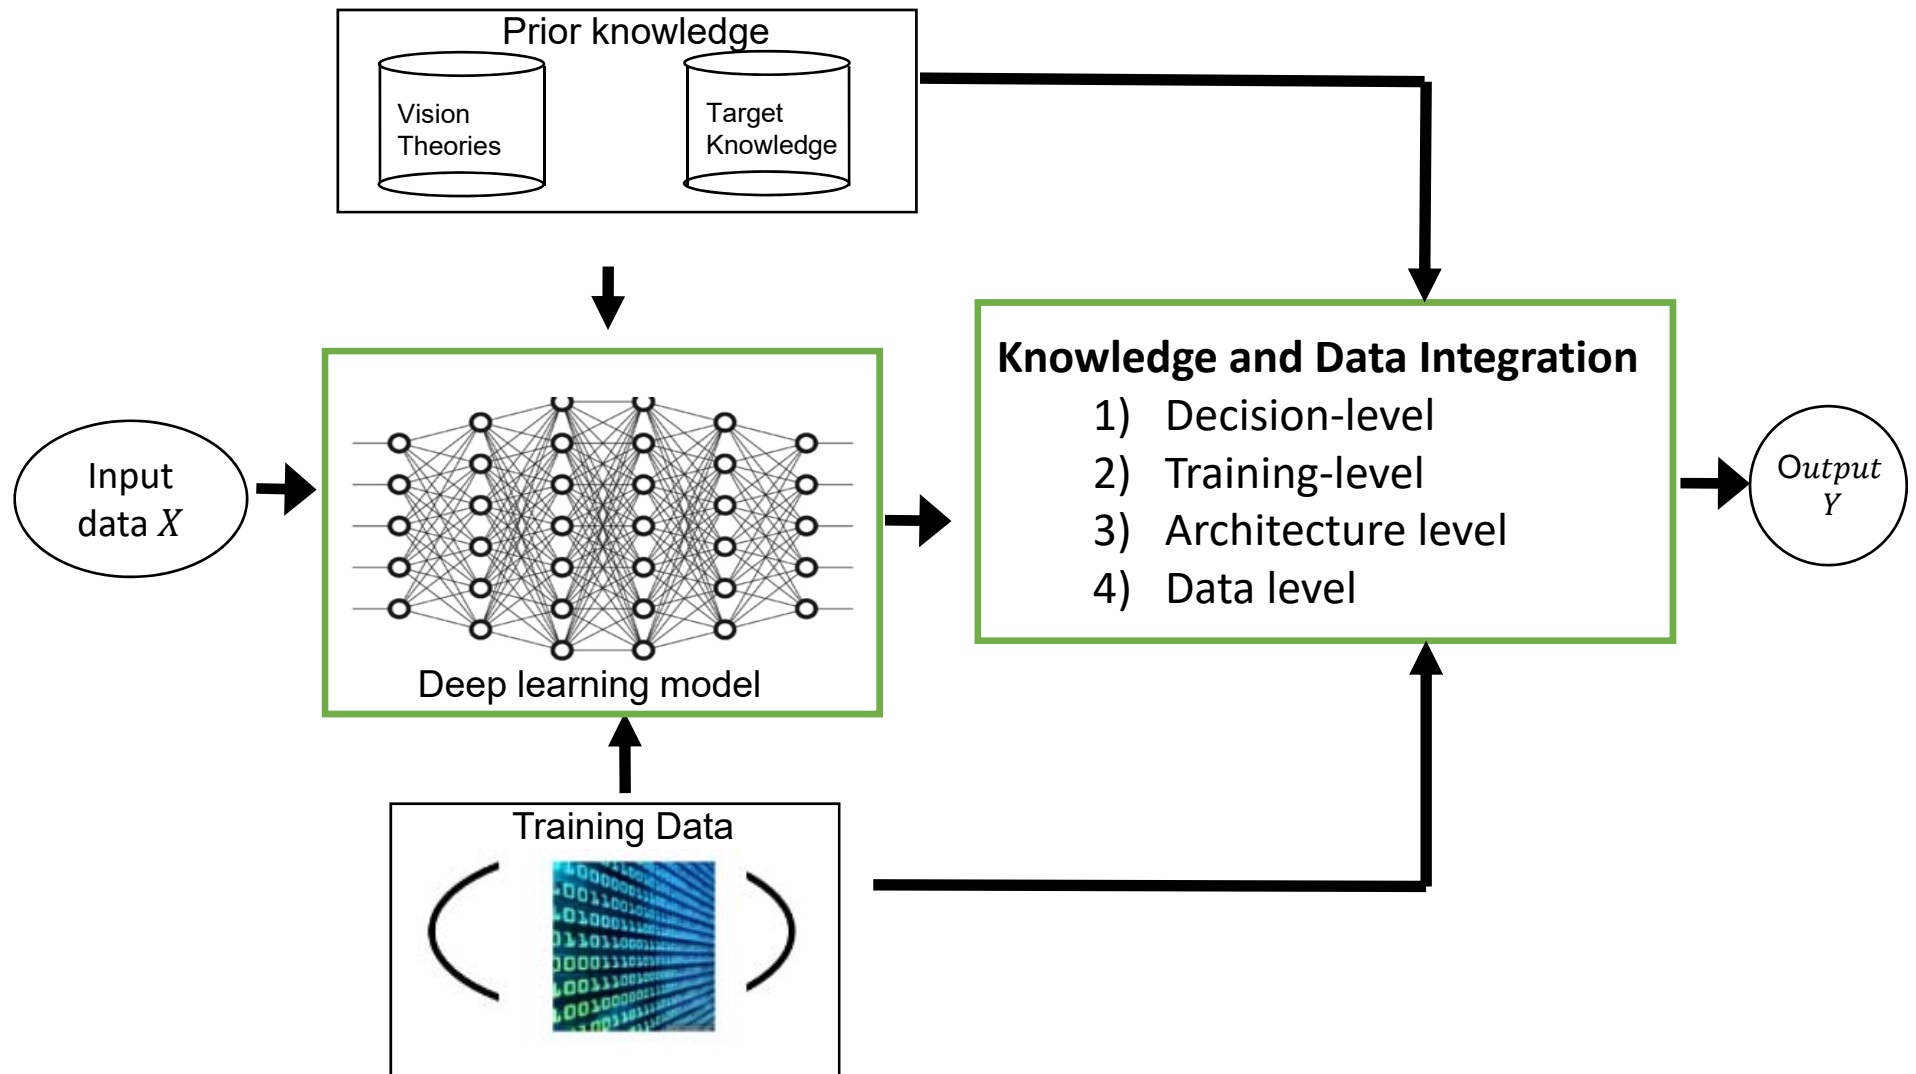 Prior knowledge
Vision
Theories
Target
Knowledge
Input
data X
Deep learning model
Knowledge and Data Integration
1) Decision-level
2) Training-level
3) Architecture level
4) Data level
Output
Y
Training Data